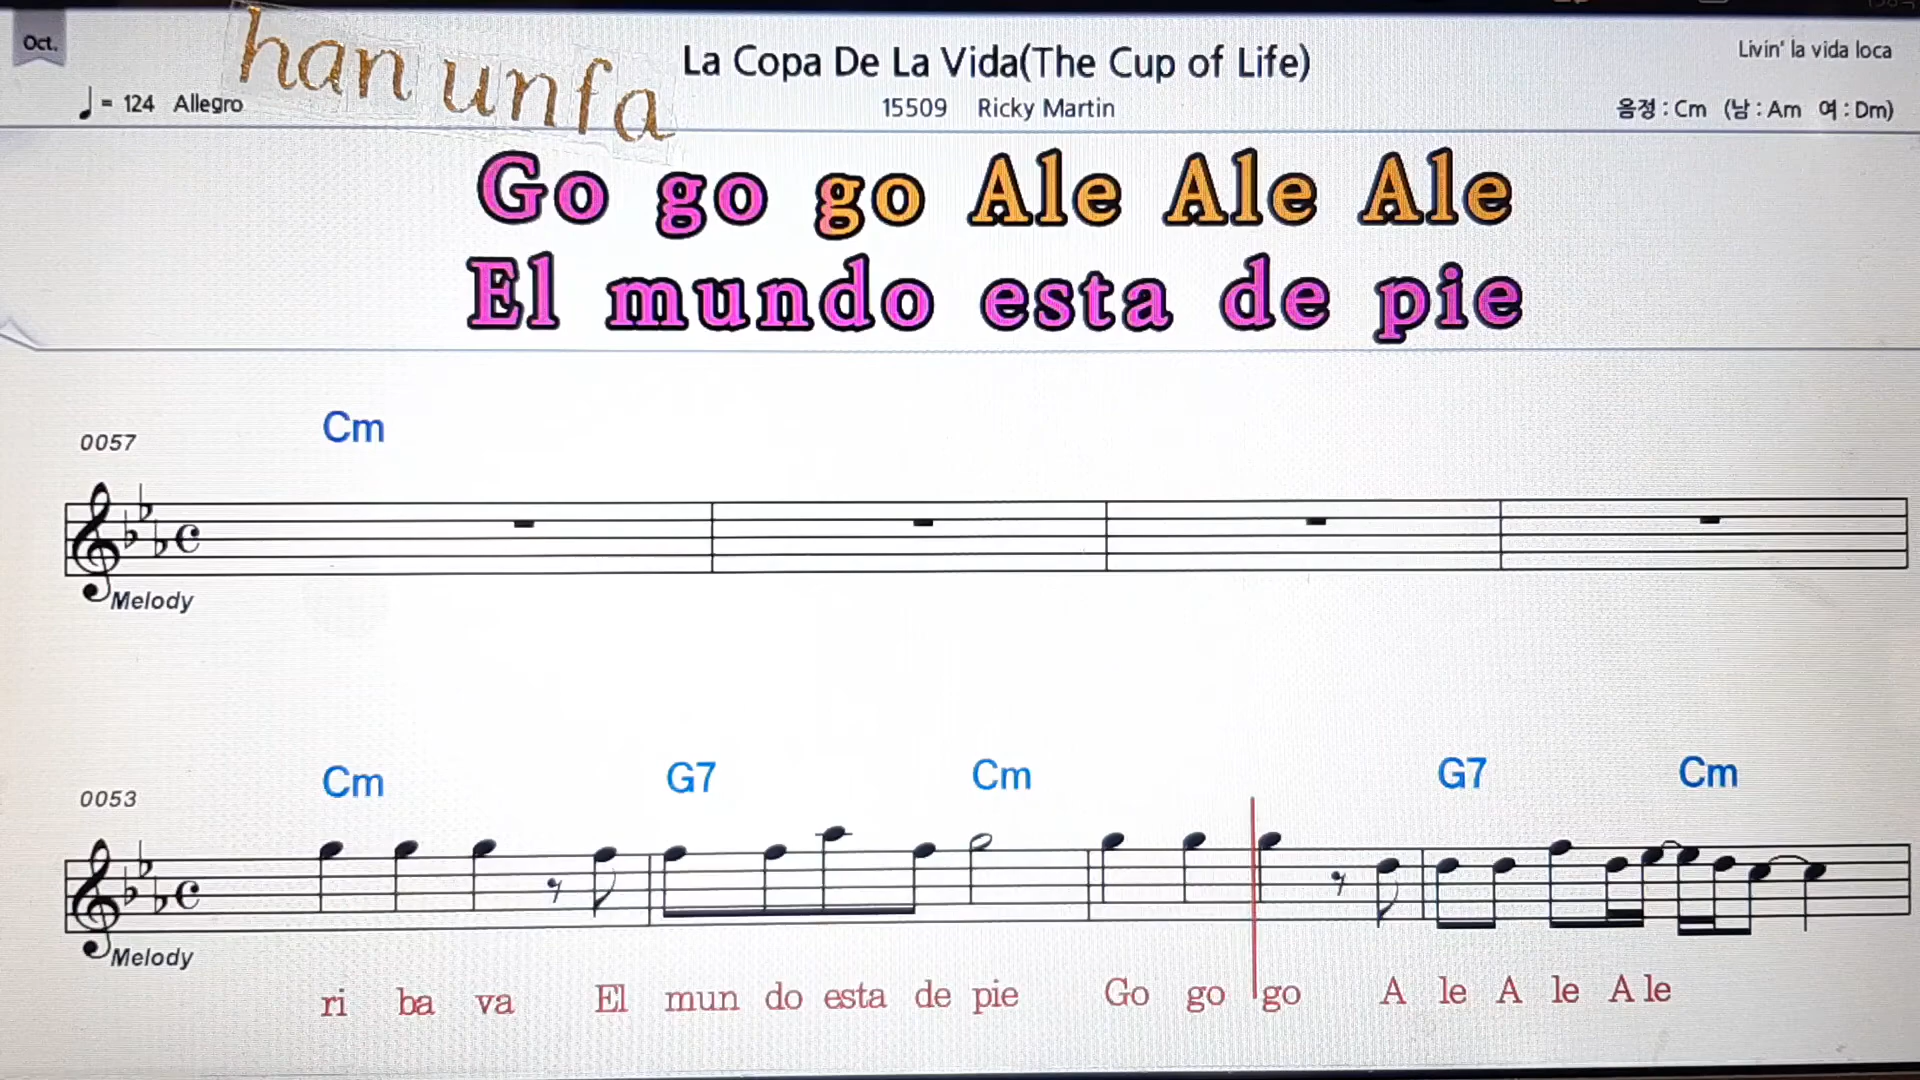 Oct.
han unfa
La Copa De La Vida(The Cup of Life)
Livin' la vida loca
♩ = 124 Allegro
15509 Ricky Martin
음정 : Cm (남 : Am 여 : Dm)
Go go go Ale Ale Ale
El mundo esta de pie
Cm
0057
Melody
Cm G7 Cm G7 Cm
0053
Melody
ri ba va El mun do esta de pie Go go go A le A le A le